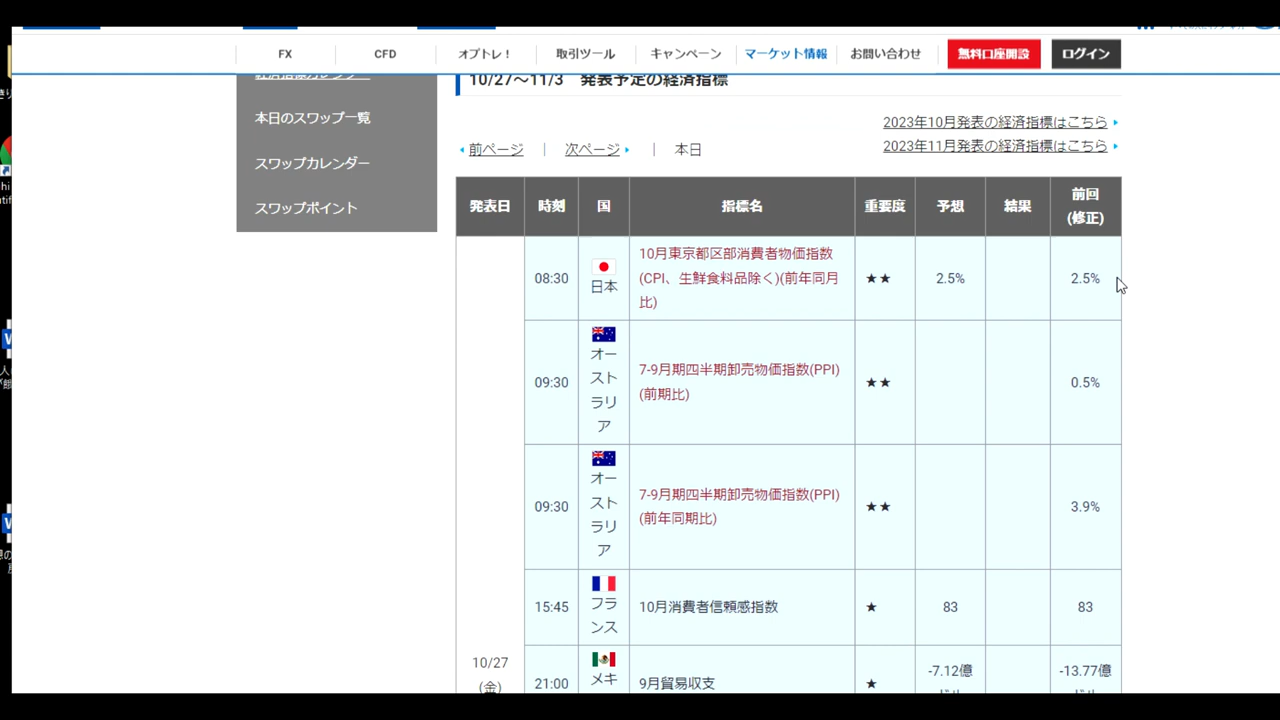 FX
CFD
オプトレ！
取引ツール
キャンペーン
マーケット情報
お問い合わせ
無料口座開設
ログイン
本日のスワップ一覧
スワップカレンダー
スワップポイント
10/27～11/3 発表予定の経済指標
2023年10月発表の経済指標はこちら
2023年11月発表の経済指標はこちら
前ページ | 次ページ | 本日
発表日 時刻 国 指標名 重要度 予想 結果 前回
(修正)
08:30
日本
10月東京都区部消費者物価指数
(CPI、生鮮食料品除く)(前年同月
比)
★★
2.5%
2.5%
09:30
オー
スト
ラリ
ア
7-9月期四半期卸売物価指数(PPI)
(前期比)
★★
0.5%
09:30
オー
スト
ラリ
ア
7-9月期四半期卸売物価指数(PPI)
(前年同期比)
★★
3.9%
15:45
フラ
ンス
10月消費者信頼感指数
★
83
83
10/27
(金)
21:00
メキ
9月貿易収支
★
-7.12億
-13.77億